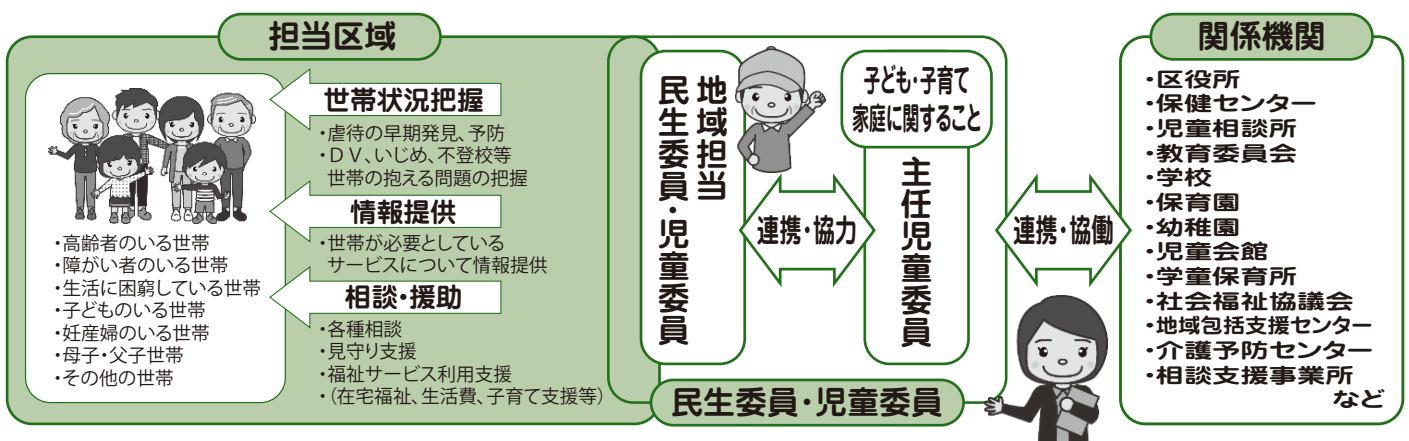 担当区域
世帯状況把握
・虐待の早期発見、予防
・ＤＶ、いじめ、不登校等
世帯の抱える問題の把握
情報提供
・世帯が必要としている
サービスについて情報提供
相談・援助
・各種相談
・見守り支援
・福祉サービス利用支援
・（在宅福祉、生活費、子育て支援等）
・高齢者のいる世帯
・障がい者のいる世帯
・生活に困窮している世帯
・子どものいる世帯
・妊産婦のいる世帯
・母子・父子世帯
・その他の世帯
地域担当
民生委員・児童委員
連携・協力
子ども・子育て
家庭に関すること
主任児童委員
民生委員・児童委員
連携・協働
関係機関
・区役所
・保健センター
・児童相談所
・教育委員会
・学校
・保育園
・幼稚園
・児童会館
・学童保育所
・社会福祉協議会
・地域包括支援センター
・介護予防センター
・相談支援事業所
など